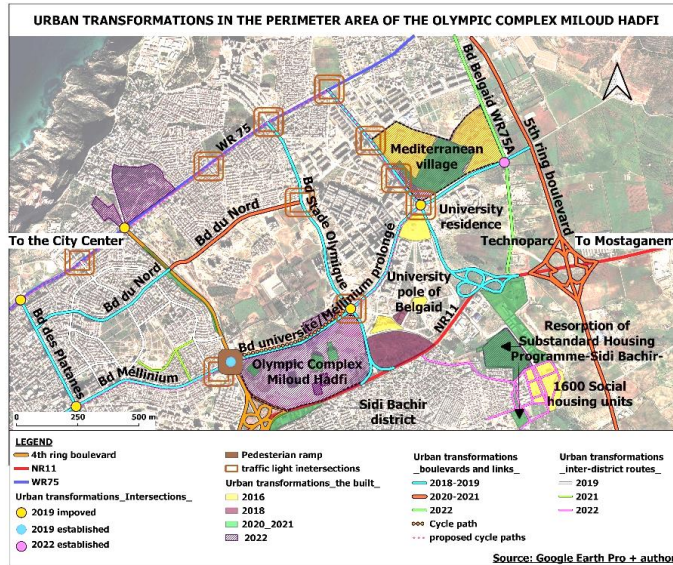 URBAN TRANSFORMATIONS IN THE PERIMETER AREA OF THE OLYMPIC COMPLEX MILOUD HADFI
WR 75
Bd Belgaid WR75A
5th ring boulevard
Mediterranean
village
Bd Stade Olymique
Bd du Nord
University
residence
To the City Center
Technoparc
To Mostaganem
Bd du Nord
University
pole of
Belgaid
NR11
Bd universite/Mellinium prolongé
Bd des Platanes
Bd Méllinium
Olympic Complex
Miloud Hadfi
Resorption of
Substandard Housing
Programme-Sidi Bachir-
1600 Social
housing units
Sidi Bachir
district
0 250 500 m
LEGEND
4th ring boulevard
NR11
WR75
Urban transformations_Intersections_
2019 impoved
2019 established
2022 established
Pedesterian ramp
traffic light inetersections
Urban transformations_the built_
2016
2018
2020_2021
2022
Urban transformations
_boulevards and links_
2018-2019
2020-2021
2022
Cycle path
proposed cycle paths
Urban transformations
_inter-district routes_
2019
2021
2022
Source: Google Earth Pro + author